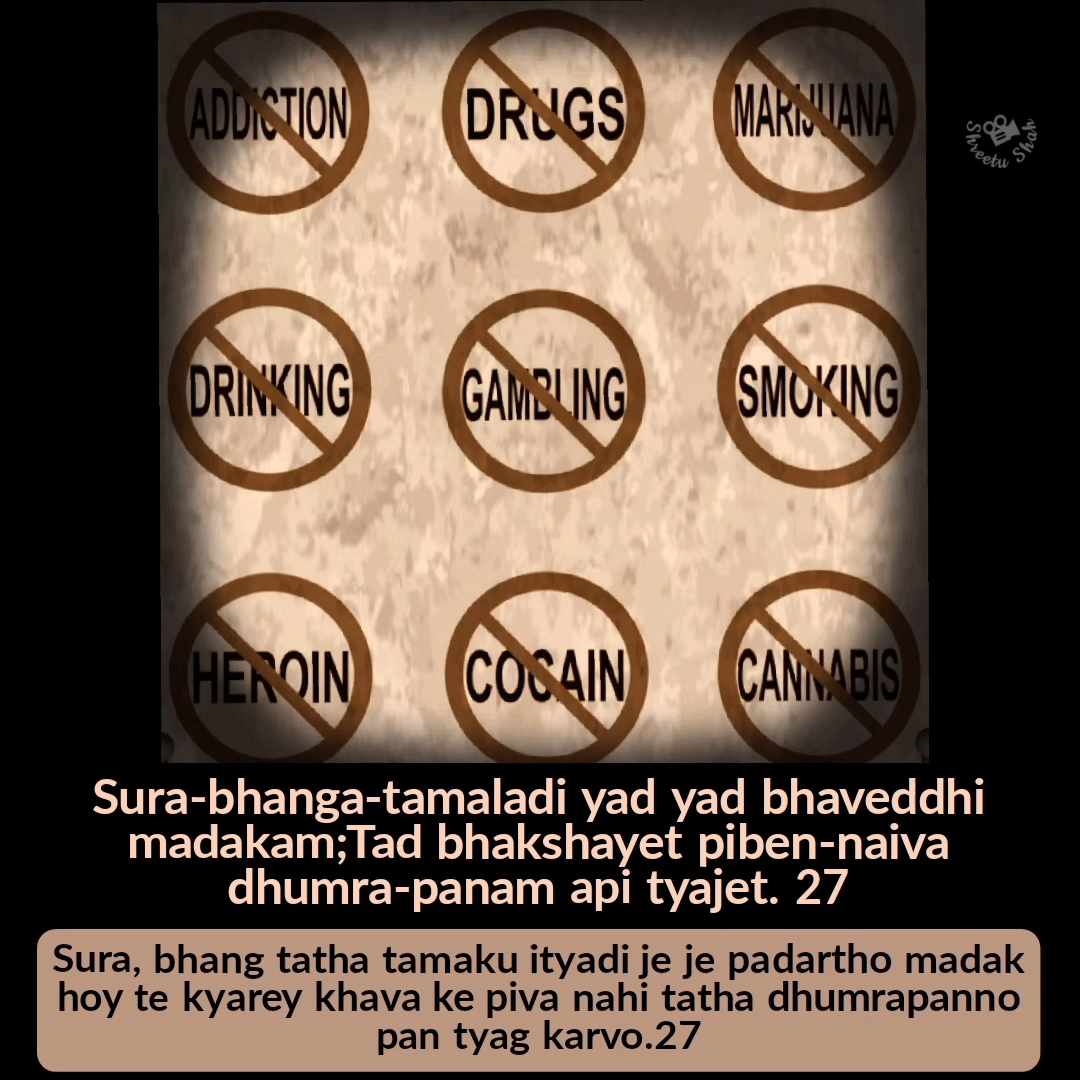 ADDICTION
DRUGS
MARIJUANA
Shreetu Shah
DRINKING
GAMBLING
SMOKING
HEROIN
COCAIN
CANNABIS
Sura-bhanga-tamaladi yad yad bhaveddhi
madakam;Tad bhakshayet piben-naiva
dhumra-panam api tyajet. 27
Sura, bhang tatha tamaku ityadi je je padartho madak
hoy te kyarey khava ke piva nahi tatha dhumrapanno
pan tyag karvo.27